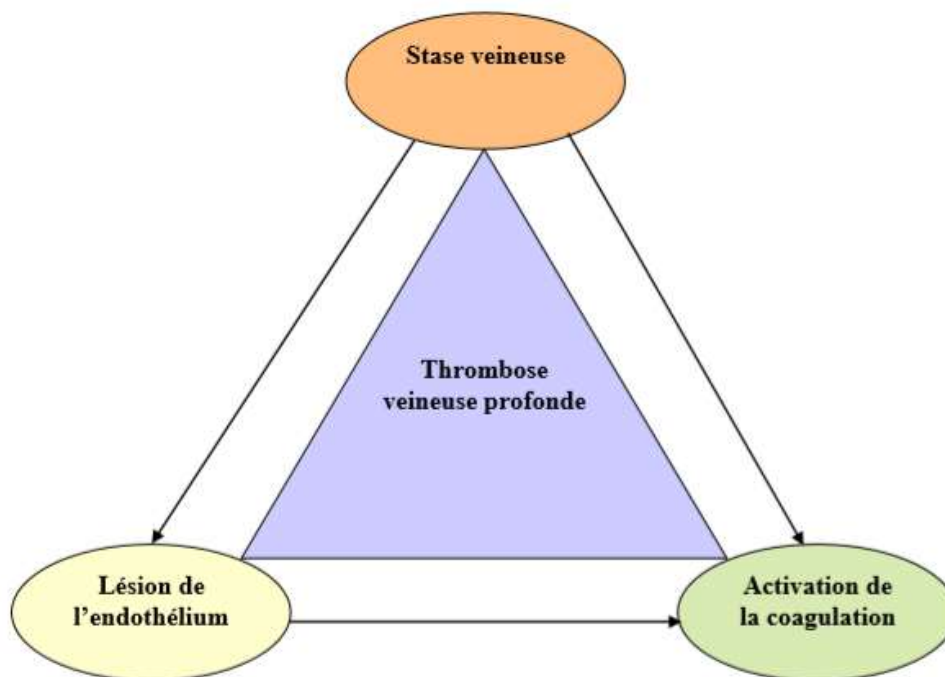 Stase veineuse
Thrombose
veineuse profonde
Lésion de
l’endothélium
Activation de
la coagulation